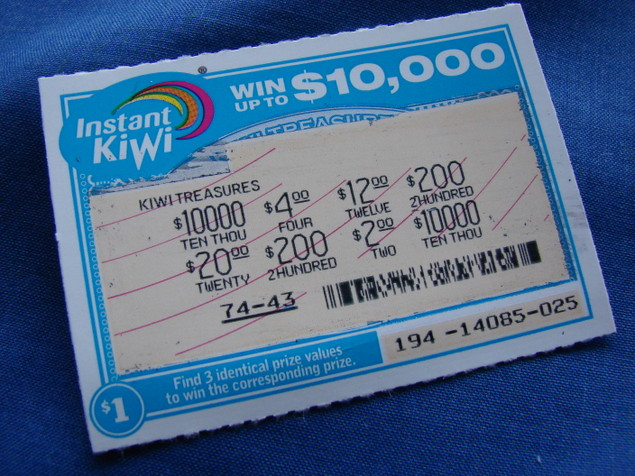 Instant
Kiwi
®
WIN
UP TO $10,000
TREASURE
KIWI TREASURES
$10000 $4.00 $12.00 $200
TEN THOU FOUR TWELVE 2HUNDRED
$20.00 $200 $2.00 $10000
TWENTY 2HUNDRED TWO TEN THOU
74-43
194 -14085-025
Find 3 identical prize values
to win the corresponding prize.
$1